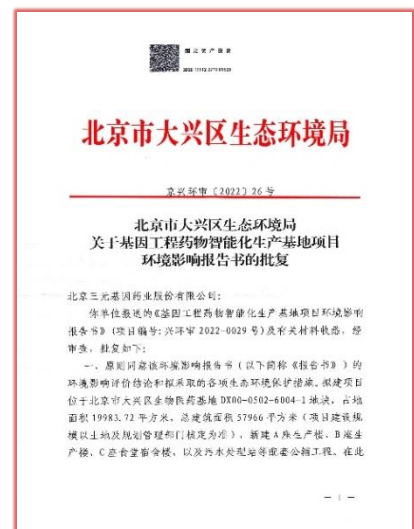 北京市大兴区生态环境局
京兴环审〔2022〕26号
北京市大兴区生态环境局
关于基因工程药物智能化生产基地项目
环境影响报告书的批复
北京三元基因药业股份有限公司：
你单位报送的《基因工程药物智能化生产基地项目环境影响
报告书》（项目编号：兴环审2022-0029号）及有关材料收悉，经
审查，批复如下：
一、原则同意该环境影响报告书（以下简称《报告书》）的
环境影响评价结论和拟采取的各项生态环境保护措施。拟建项目
位于北京市大兴区生物医药基地DX00-0502-6004-1地块，占地
面积19983.72平方米，总建筑面积57966平方米（项目建设规
模以土地及规划管理部门核定为准），新建A座生产楼、B座生
产楼、C座食堂宿舍楼，以及污水处理站等配套公辅工程。在此
— 1 —